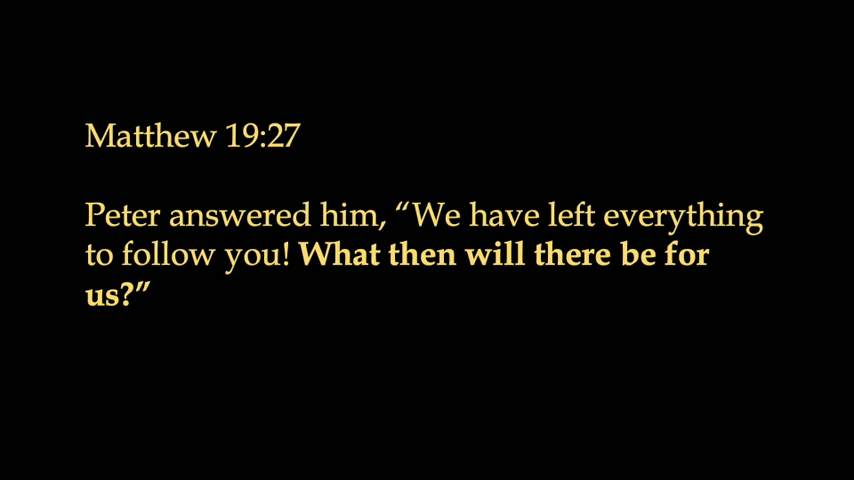 Matthew 19:27
Peter answered him, “We have left everything
to follow you! What then will there be for
us?”